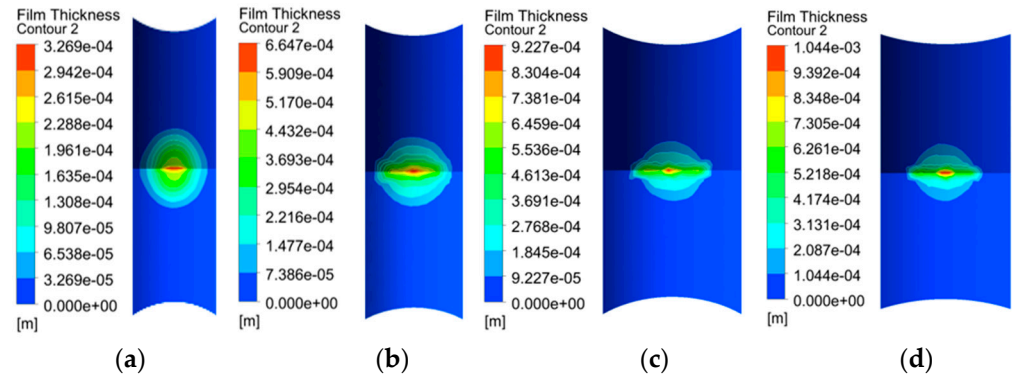 Film Thickness
Contour 2
3.269e-04
2.942e-04
2.615e-04
2.288e-04
1.961e-04
1.635e-04
1.308e-04
9.807e-05
6.538e-05
3.269e-05
0.000e+00
[m]
(a)
Film Thickness
Contour 2
6.647e-04
5.909e-04
5.170e-04
4.432e-04
3.693e-04
2.954e-04
2.216e-04
1.477e-04
7.386e-05
0.000e+00
[m]
(b)
Film Thickness
Contour 2
9.227e-04
8.304e-04
7.381e-04
6.459e-04
5.536e-04
4.613e-04
3.691e-04
2.768e-04
1.845e-04
9.227e-05
0.000e+00
[m]
(c)
Film Thickness
Contour 2
1.044e-03
9.392e-04
8.348e-04
7.305e-04
6.261e-04
5.218e-04
4.174e-04
3.131e-04
2.087e-04
1.044e-04
0.000e+00
[m]
(d)